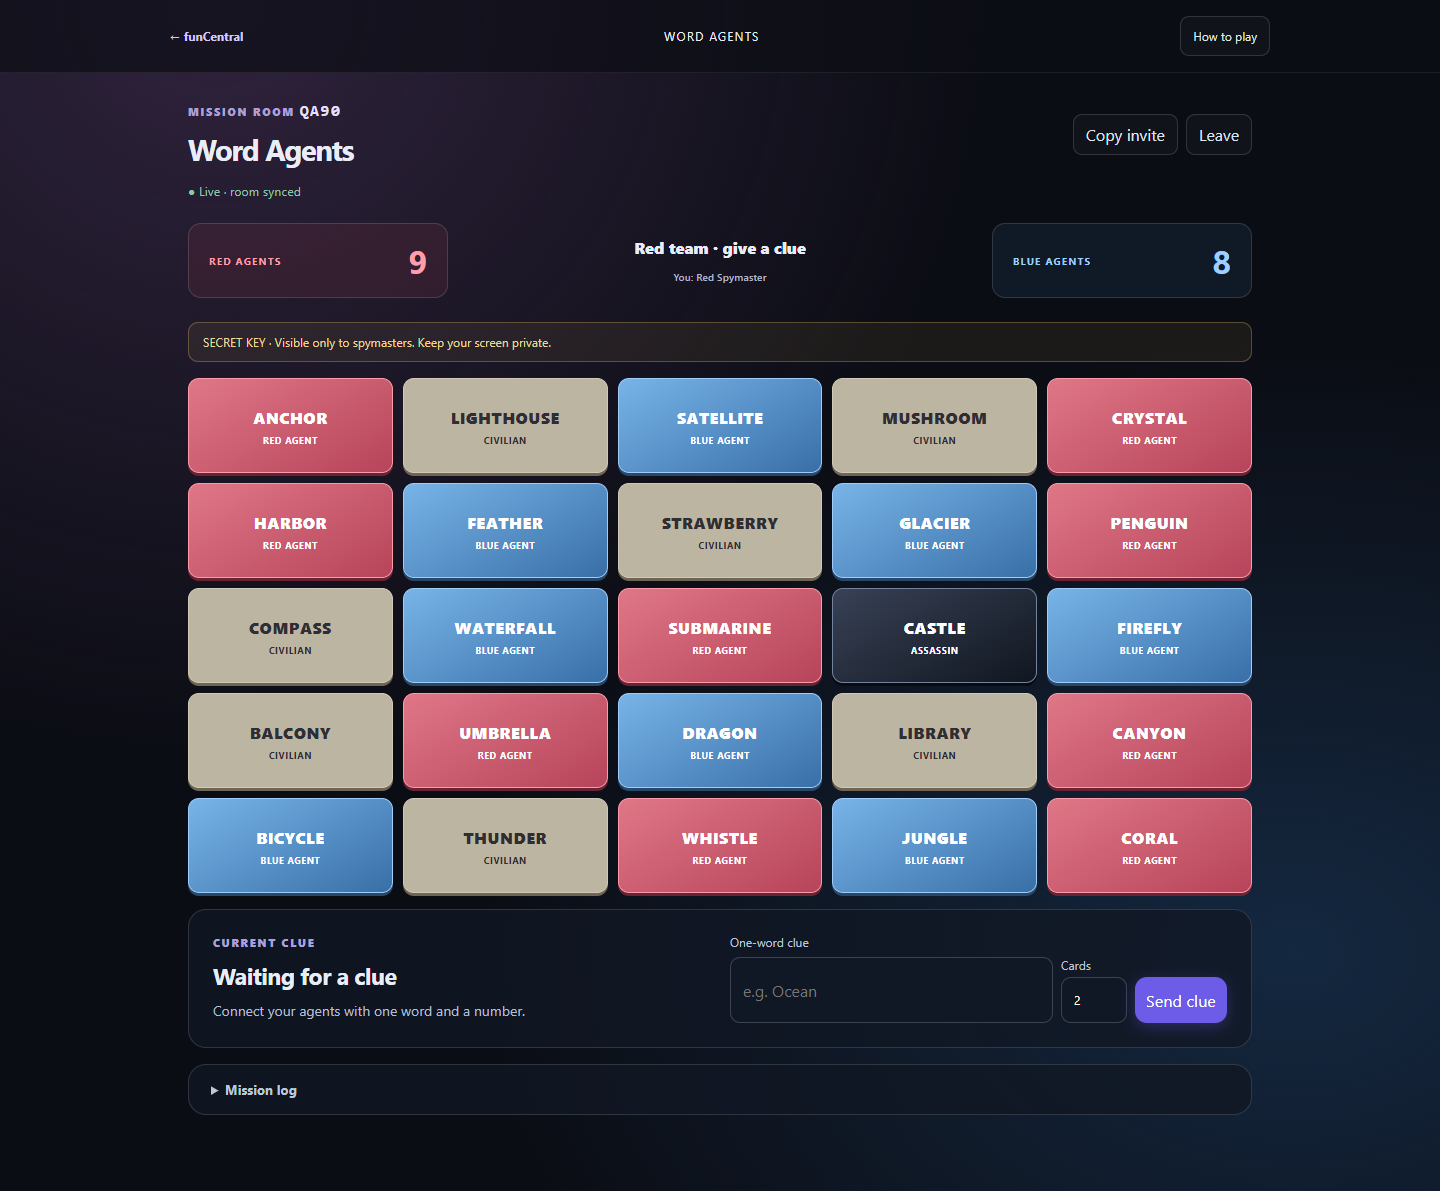 ← funCentral
WORD AGENTS
How to play
MISSION ROOM QA90
Word Agents
Copy invite
Leave
● Live · room synced
RED AGENTS
9
Red team · give a clue
You: Red Spymaster
BLUE AGENTS
8
SECRET KEY · Visible only to spymasters. Keep your screen private.
ANCHOR
RED AGENT
LIGHTHOUSE
CIVILIAN
SATELLITE
BLUE AGENT
MUSHROOM
CIVILIAN
CRYSTAL
RED AGENT
HARBOR
RED AGENT
FEATHER
BLUE AGENT
STRAWBERRY
CIVILIAN
GLACIER
BLUE AGENT
PENGUIN
RED AGENT
COMPASS
CIVILIAN
WATERFALL
BLUE AGENT
SUBMARINE
RED AGENT
CASTLE
ASSASSIN
FIREFLY
BLUE AGENT
BALCONY
CIVILIAN
UMBRELLA
RED AGENT
DRAGON
BLUE AGENT
LIBRARY
CIVILIAN
CANYON
RED AGENT
BICYCLE
BLUE AGENT
THUNDER
CIVILIAN
WHISTLE
RED AGENT
JUNGLE
BLUE AGENT
CORAL
RED AGENT
CURRENT CLUE
Waiting for a clue
Connect your agents with one word and a number.
One-word clue
e.g. Ocean
Cards
2
Send clue
▶ Mission log